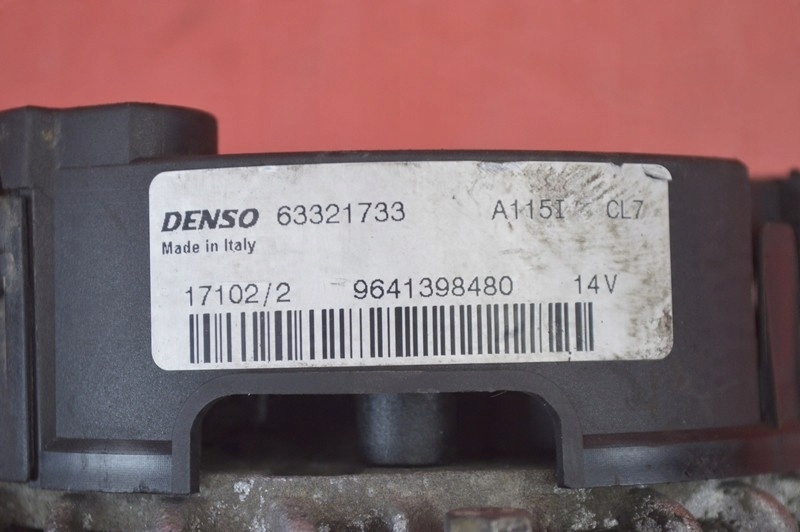 DENSO 63321733 A115I CL7
Made in Italy
17102/2 9641398480 14V